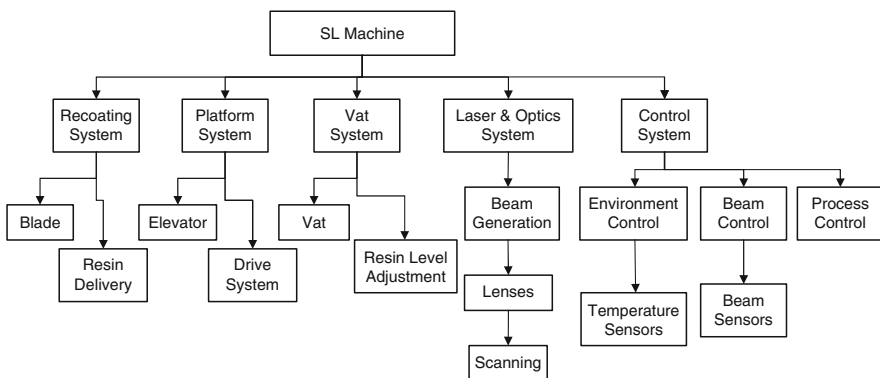 SL Machine
Recoating
System
Platform
System
Vat
System
Laser & Optics
System
Control
System
Blade
Resin
Delivery
Elevator
Drive
System
Vat
Resin Level
Adjustment
Beam
Generation
Lenses
Scanning
Environment
Control
Temperature
Sensors
Beam
Control
Beam
Sensors
Process
Control